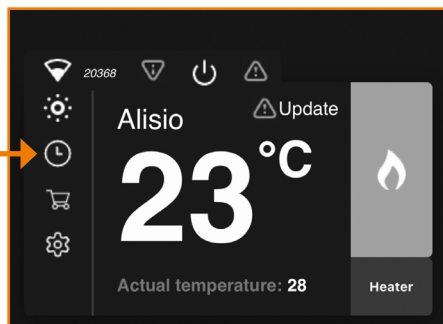 20368
Alisio
Update
23°C
Actual temperature: 28
Heater